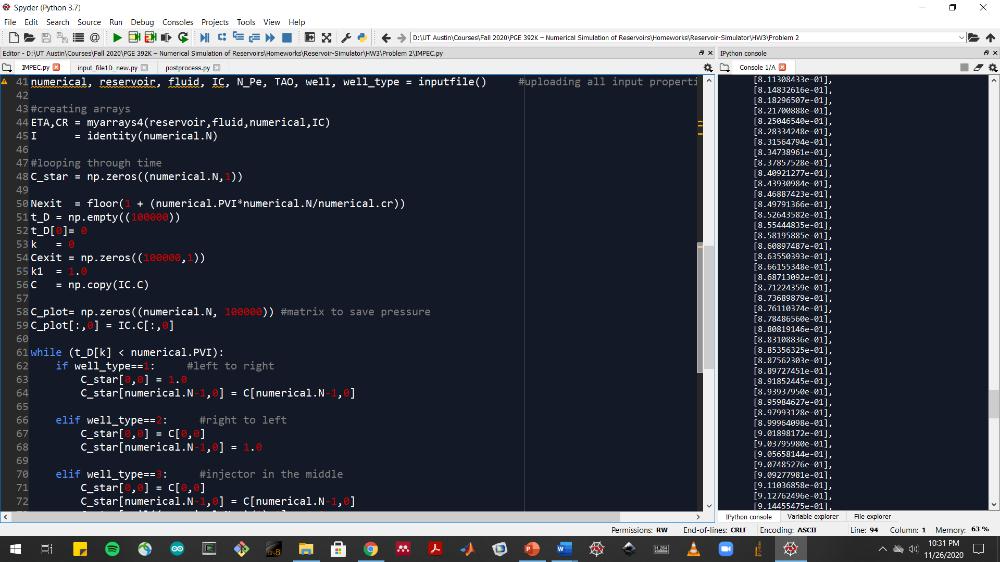 Spyder (Python 3.7)
File Edit Search Source Run Debug Consoles Projects Tools View Help
D:\UT Austin\Courses\Fall 2020\PGE 392K – Numerical Simulation of Reservoirs\Homeworks\Reservoir-Simulator\HW3\Problem 2
Editor - D:\UT Austin\Courses\Fall 2020\PGE 392K – Numerical Simulation of Reservoirs\Homeworks\Reservoir-Simulator\HW3\Problem 2\IMPEC.py
IMPEC.py input_file1D_new.py postprocess.py
41 numerical, reservoir, fluid, IC, N_Pe, TAO, well, well_type = inputfile() #uploading all input properti
42
43 #creating arrays
44 ETA,CR = myarrays4(reservoir,fluid,numerical,IC)
45 I = identity(numerical.N)
46
47 #looping through time
48 C_star = np.zeros((numerical.N,1))
49
50 Nexit = floor(1 + (numerical.PVI*numerical.N/numerical.cr))
51 t_D = np.empty((100000))
52 t_D[0]= 0
53 k = 0
54 Cexit = np.zeros((100000,1))
55 k1 = 1.0
56 C = np.copy(IC.C)
57
58 C_plot= np.zeros((numerical.N, 100000)) #matrix to save pressure
59 C_plot[:,0] = IC.C[:,0]
60
61 while (t_D[k] < numerical.PVI):
62 if well_type==1: #left to right
63 C_star[0,0] = 1.0
64 C_star[numerical.N-1,0] = C[numerical.N-1,0]
65
66 elif well_type==2: #right to left
67 C_star[0,0] = C[0,0]
68 C_star[numerical.N-1,0] = 1.0
69
70 elif well_type==3: #injector in the middle
71 C_star[0,0] = C[0,0]
72 C_star[numerical.N-1,0] = C[numerical.N-1,0]
IPython console
Console 1/A
[8.11308433e-01],
[8.14832616e-01],
[8.18296507e-01],
[8.21700888e-01],
[8.25046540e-01],
[8.28334248e-01],
[8.31564794e-01],
[8.34738961e-01],
[8.37857528e-01],
[8.40921277e-01],
[8.43930984e-01],
[8.46887423e-01],
[8.49791366e-01],
[8.52643582e-01],
[8.55444835e-01],
[8.58195885e-01],
[8.60897487e-01],
[8.63550393e-01],
[8.66155348e-01],
[8.68713092e-01],
[8.71224359e-01],
[8.73689879e-01],
[8.76110374e-01],
[8.78486560e-01],
[8.80819146e-01],
[8.83108836e-01],
[8.85356325e-01],
[8.87562303e-01],
[8.89727451e-01],
[8.91852445e-01],
[8.93937950e-01],
[8.95984627e-01],
[8.97993128e-01],
[8.99964098e-01],
[9.01898172e-01],
[9.03795980e-01],
[9.05658144e-01],
[9.07485276e-01],
[9.09277981e-01],
[9.11036858e-01],
[9.12762496e-01],
[9.14455475e-01],
IPython console Variable explorer File explorer
Permissions: RW End-of-lines: CRLF Encoding: ASCII Line: 94 Column: 1 Memory: 63 %
SN8
H.264
10:31 PM
11/26/2020